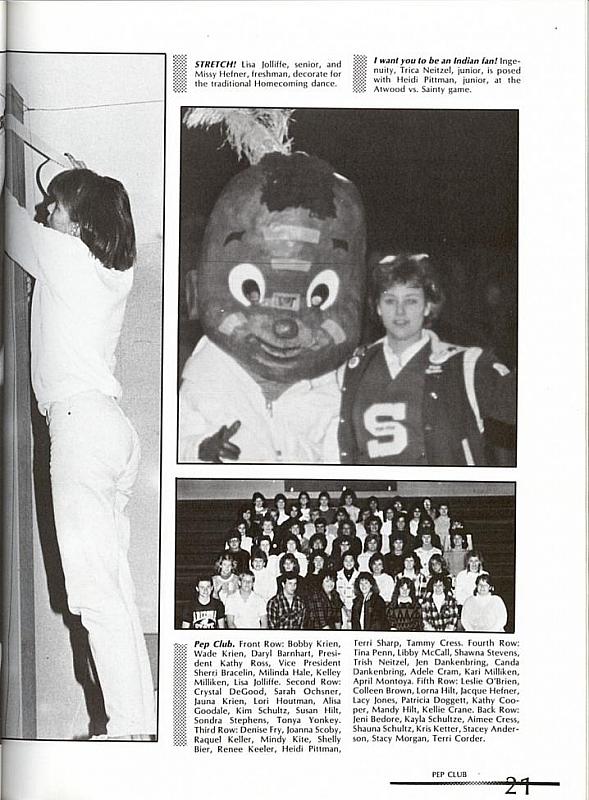 STRETCH! Lisa Jolliffe, senior, and
Missy Hefner, freshman, decorate for
the traditional Homecoming dance.
I want you to be an Indian fan! Inge-
nuity, Trica Neitzel, junior, is posed
with Heidi Pittman, junior, at the
Atwood vs. Sainty game.
S
Pep Club. Front Row: Bobby Krien,
Wade Krien, Daryl Barnhart, Presi-
dent Kathy Ross, Vice President
Sherri Bracelin, Milinda Hale, Kelley
Milliken, Lisa Jolliffe. Second Row:
Crystal DeGood, Sarah Ochsner,
Jauna Krien, Lori Houtman, Alisa
Goodale, Kim Schultz, Susan Hilt,
Sondra Stephens, Tonya Yonkey.
Third Row: Denise Fry, Joanna Scoby,
Raquel Keller, Mindy Kite, Shelly
Bier, Renee Keeler, Heidi Pittman,
Terri Sharp, Tammy Cress. Fourth Row:
Tina Penn, Libby McCall, Shawna Stevens,
Trish Neitzel, Jen Dankenbring, Canda
Dankenbring, Adele Cram, Kari Milliken,
April Montoya. Fifth Row: Leslie O'Brien,
Colleen Brown, Lorna Hilt, Jacque Hefner,
Lacy Jones, Patricia Doggett, Kathy Coo-
per, Mandy Hilt, Kellie Crane. Back Row:
Jeni Bedore, Kayla Schultze, Aimee Cress,
Shauna Schultz, Kris Ketter, Stacey Ander-
son, Stacy Morgan, Terri Corder.
PEP CLUB
21